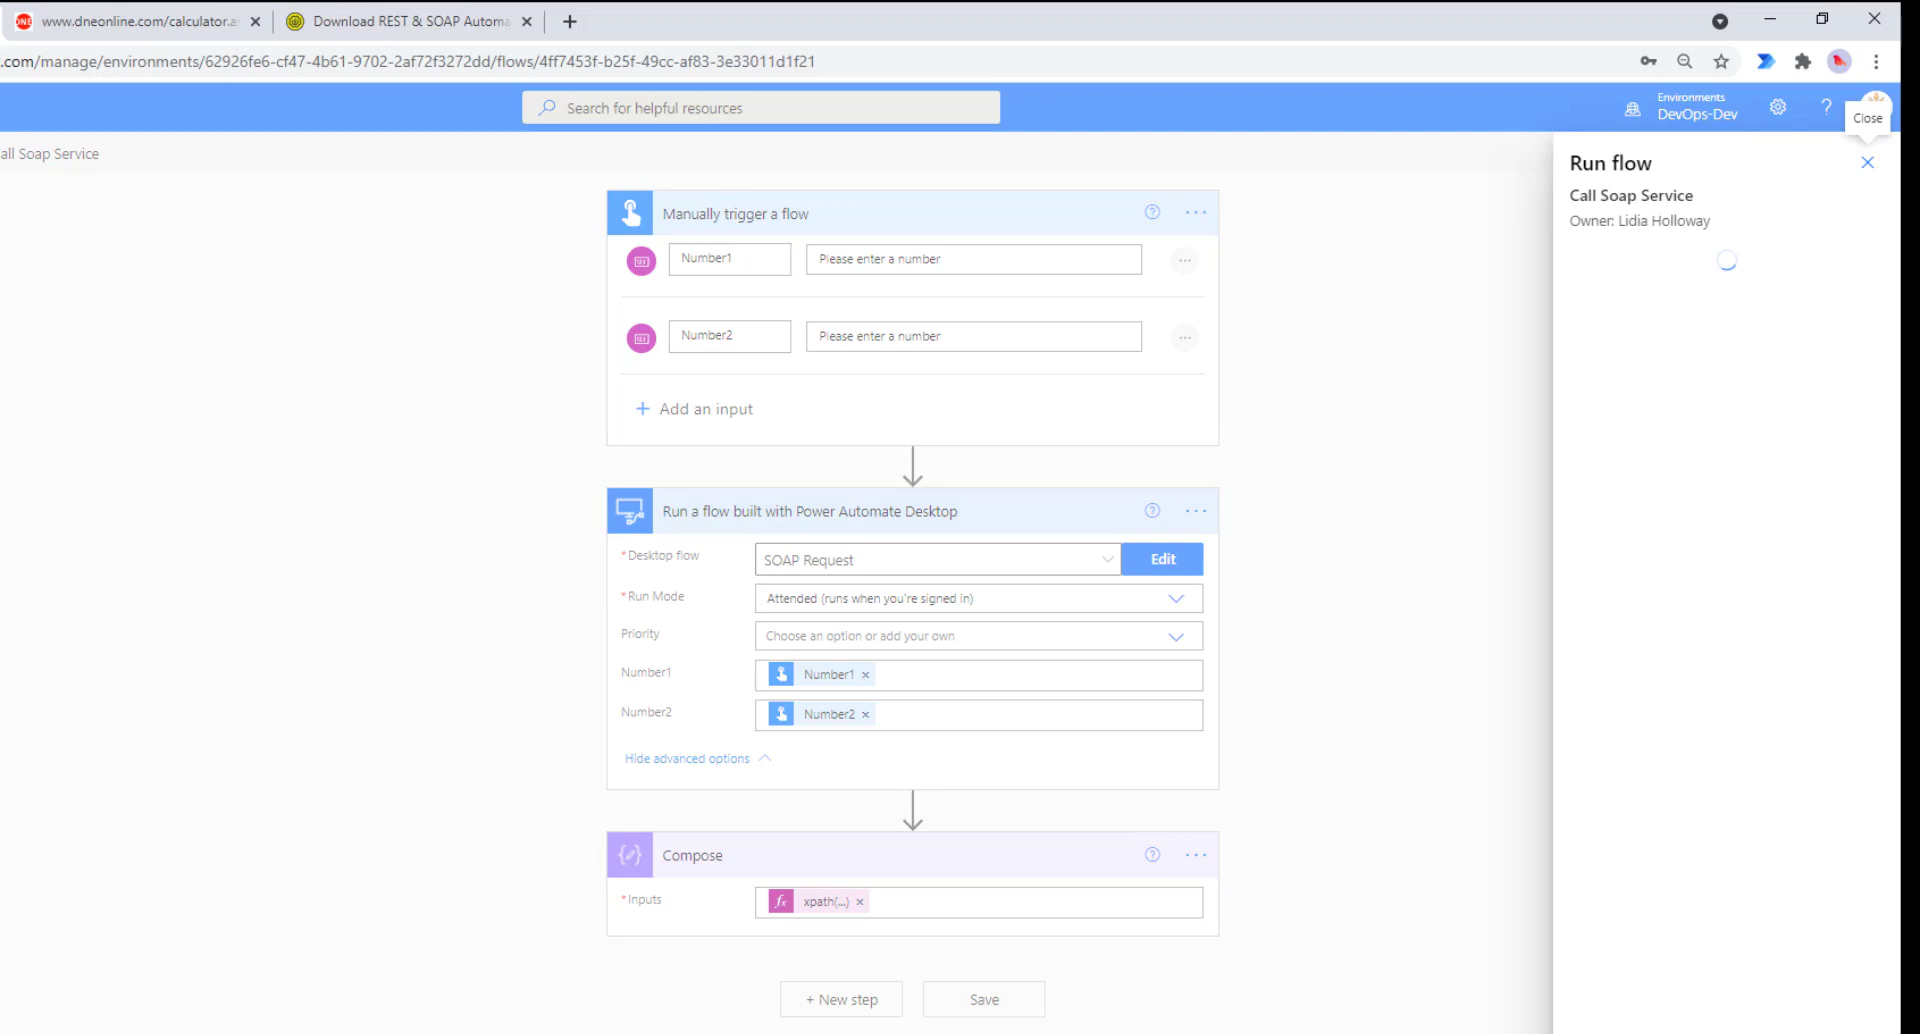 DNE
www.dneonline.com/calculator.as
Download REST & SOAP Automa
.com/manage/environments/62926fe6-cf47-4b61-9702-2af72f3272dd/flows/4ff7453f-b25f-49cc-af83-3e33011d1f21
Search for helpful resources
Environments
DevOps-Dev
?
Close
all Soap Service
Run flow
Call Soap Service
Owner: Lidia Holloway
Manually trigger a flow
Number1
Please enter a number
Number2
Please enter a number
+ Add an input
Run a flow built with Power Automate Desktop
*Desktop flow
SOAP Request
Edit
*Run Mode
Attended (runs when you're signed in)
Priority
Choose an option or add your own
Number1
Number1 ×
Number2
Number2 ×
Hide advanced options
Compose
*Inputs
fx xpath(...) ×
+ New step
Save